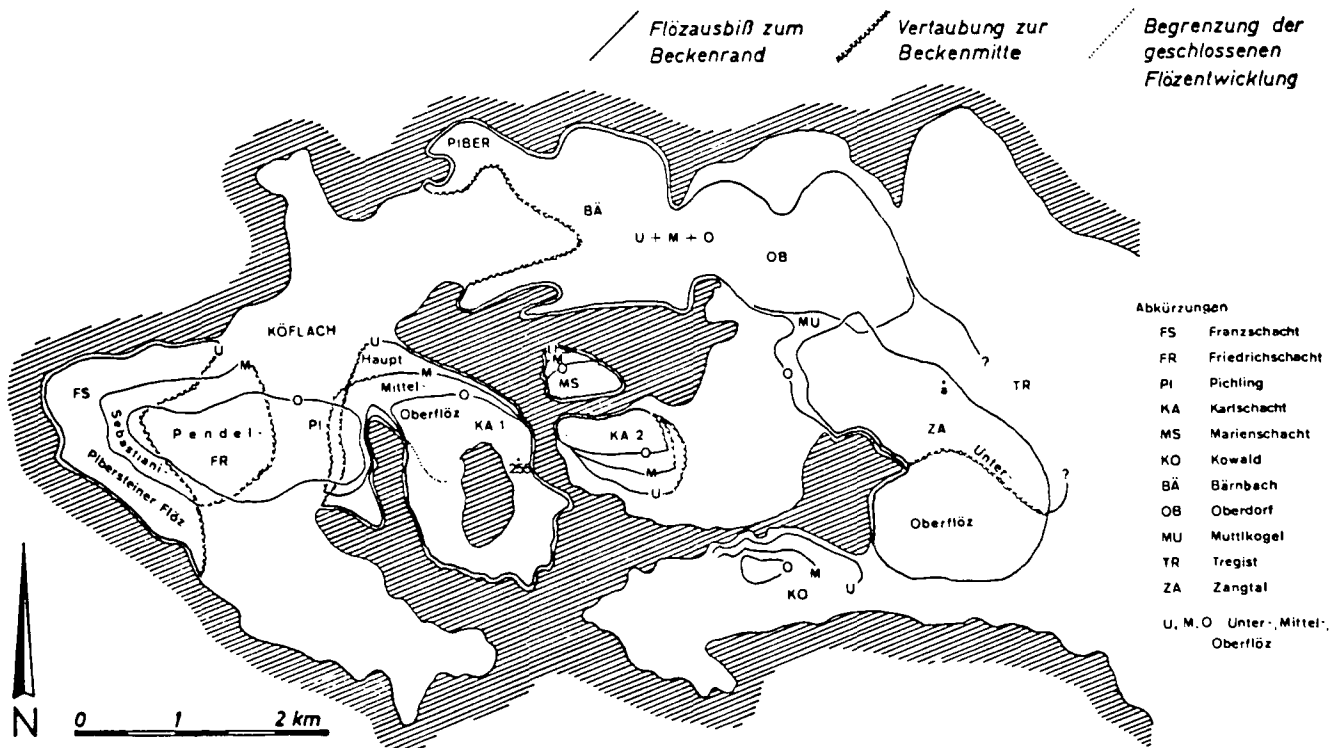 Flözausbiß zum
Beckenrand
Vertaubung zur
Beckenmitte
Begrenzung der
geschlossenen
Flözentwicklung
PIBER
BÄ
U + M + O
OB
KÖFLACH
MU
U
Haupt
M
Mittel-
O
Oberflöz
KA 1
255
U
M
O
MS
FS
U
M
O
Sebastiani-
Pibersteiner Flöz
Pendel-
FR
PI
KA 2
O
M
U
O
?
TR
a
ZA
Unter-
?
Oberflöz
O
M
U
KO
Abkürzungen
FS Franzschacht
FR Friedrichschacht
PI Pichling
KA Karlschacht
MS Marienschacht
KO Kowald
BÄ Bärnbach
OB Oberdorf
MU Muttlkogel
TR Tregist
ZA Zangtal
U, M, O Unter-, Mittel-,
Oberflöz
N
0 1 2 km